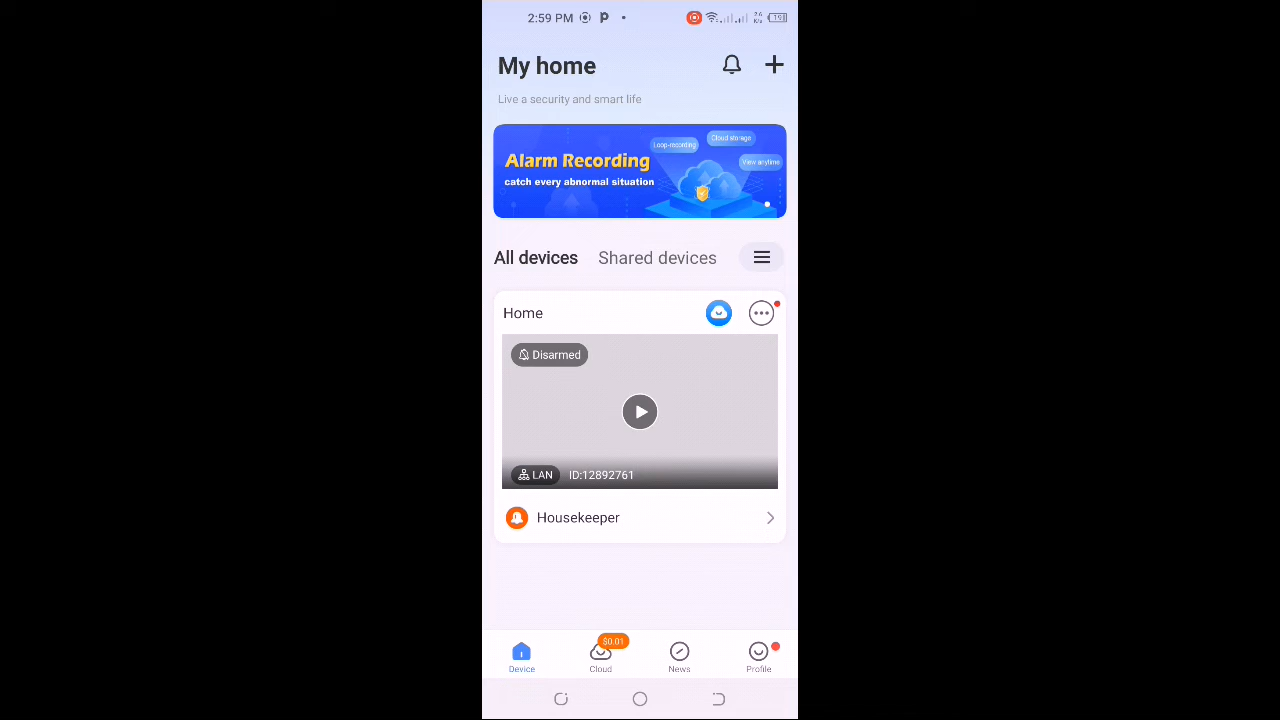 2:59 PM
19
My home
Live a security and smart life
Loop-recording
Cloud storage
View anytime
Alarm Recording
catch every abnormal situation
All devices Shared devices
Home
Disarmed
LAN ID:12892761
Housekeeper
$0.01
Device Cloud News Profile